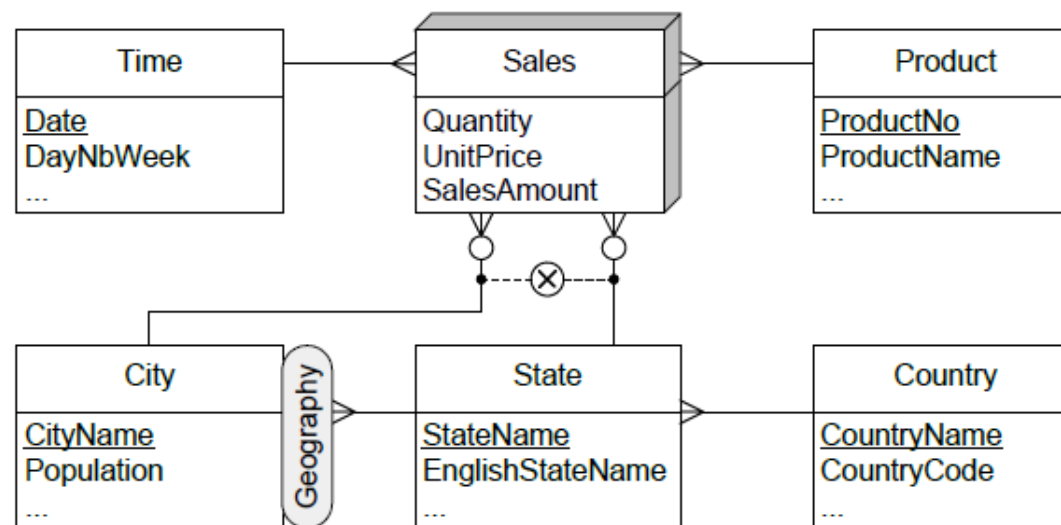 Time
Date
DayNbWeek
...
Sales
Quantity
UnitPrice
SalesAmount
Product
ProductNo
ProductName
...
City
CityName
Population
...
Geography
State
StateName
EnglishStateName
...
Country
CountryName
CountryCode
...